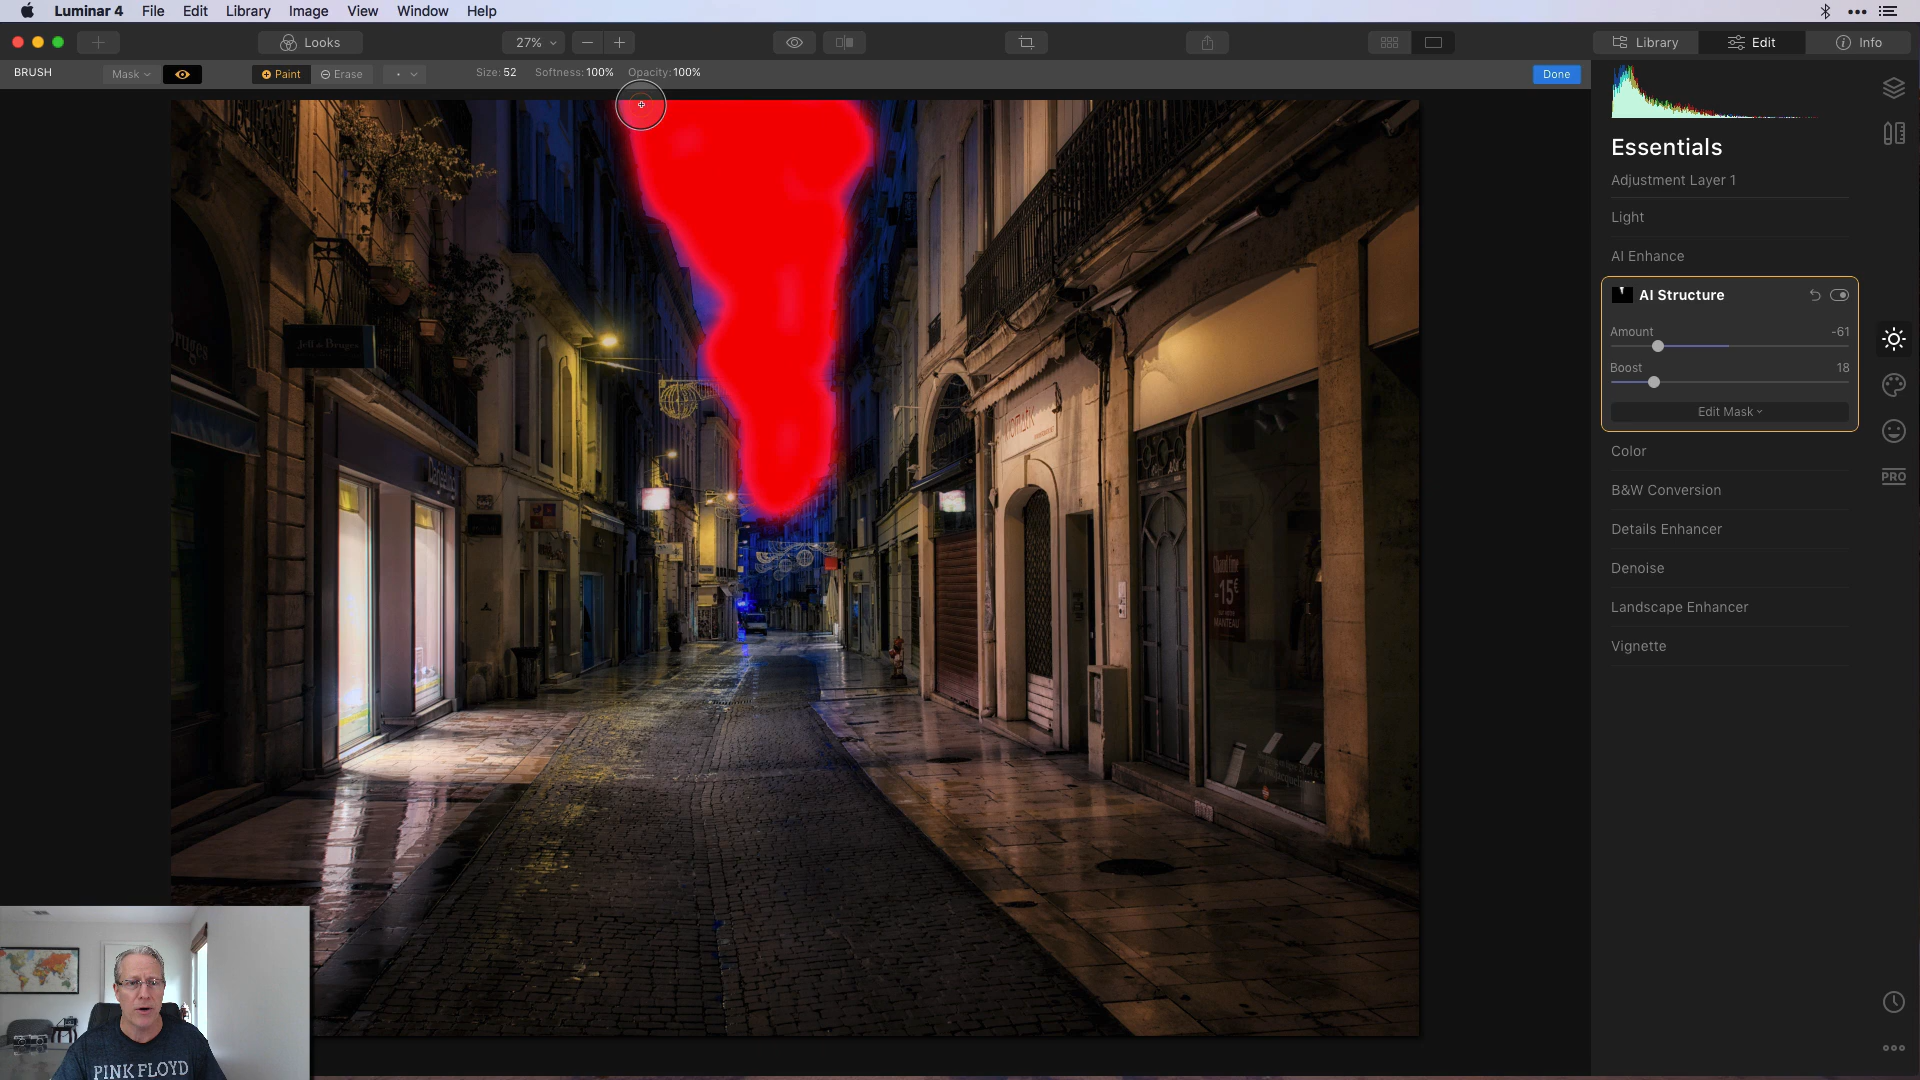 Luminar 4 File Edit Library Image View Window Help
Looks 27% Library Edit Info
BRUSH Mask Paint Erase Size: 52 Softness: 100% Opacity: 100% Done
Essentials
Adjustment Layer 1
Light
AI Enhance
AI Structure
Amount -61
Boost 18
Edit Mask
Color
B&W Conversion
Details Enhancer
Denoise
Landscape Enhancer
Vignette
PRO
15€
MANTEAU
PINK FLOYD